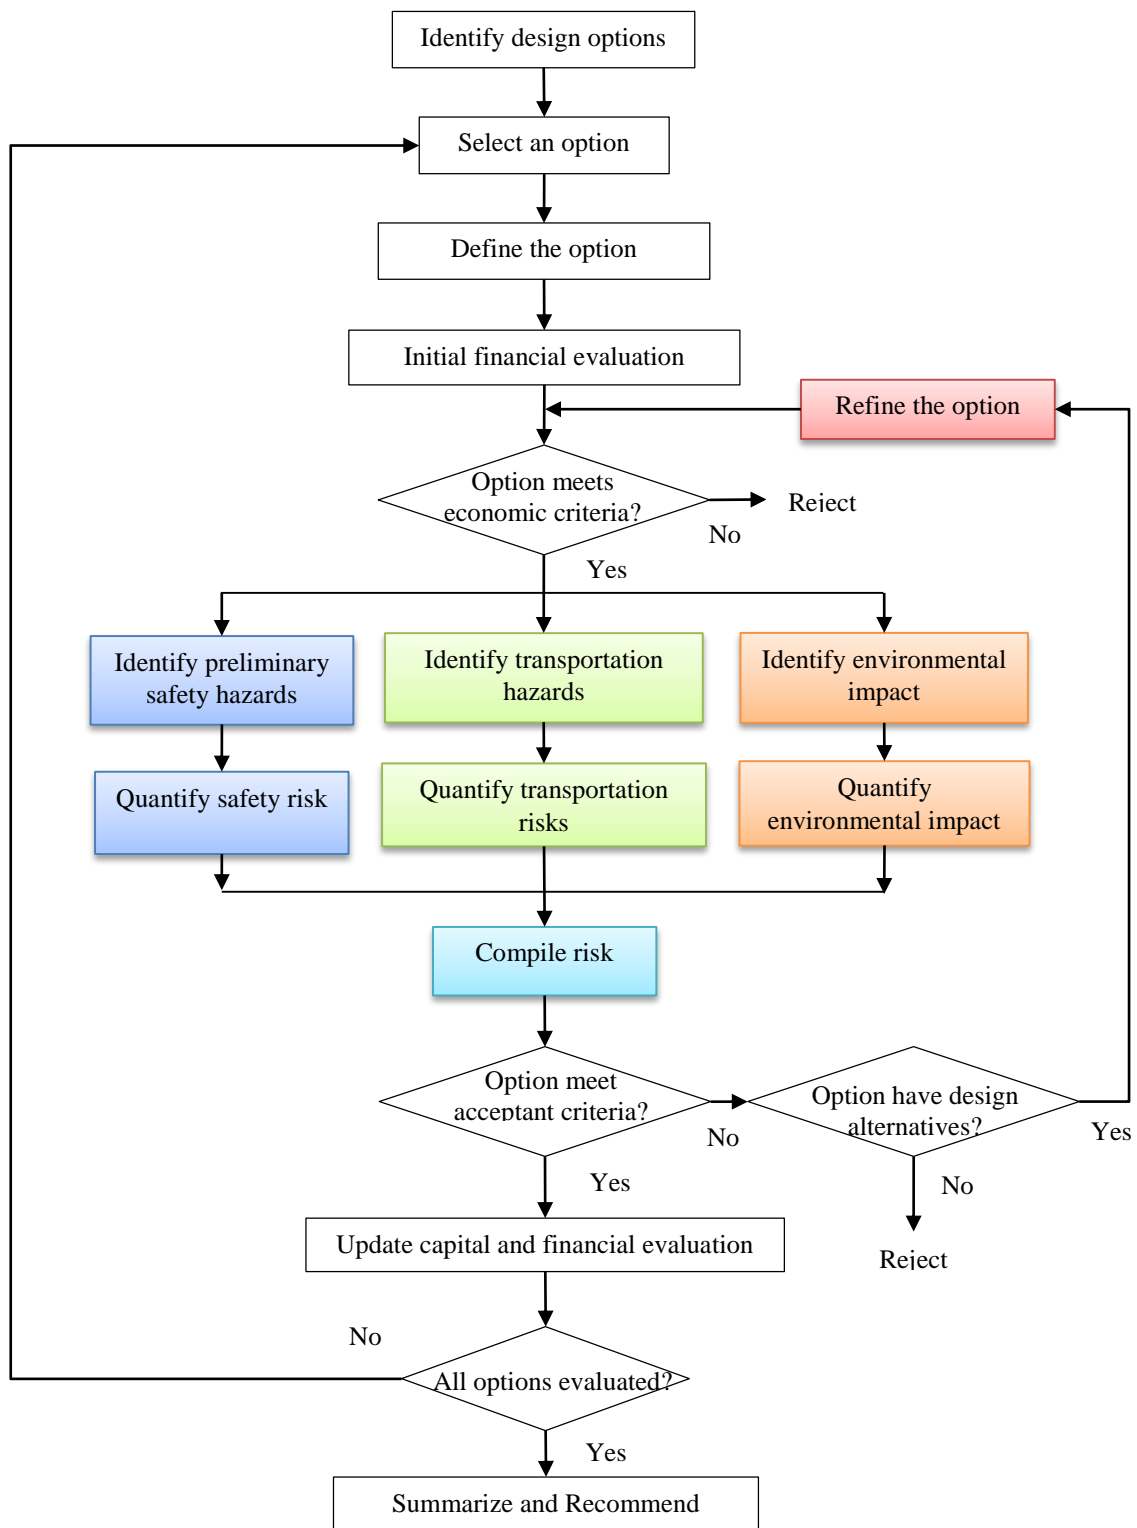 Identify design options
Select an option
Define the option
Initial financial evaluation
Refine the option
Option meets
economic criteria?
Reject
No
Yes
Identify preliminary
safety hazards
Identify transportation
hazards
Identify environmental
impact
Quantify safety risk
Quantify transportation
risks
Quantify
environmental impact
Compile risk
Option meet
acceptant criteria?
No
Option have design
alternatives?
Yes
Yes
No
Update capital and financial evaluation
Reject
No
All options evaluated?
Yes
Summarize and Recommend